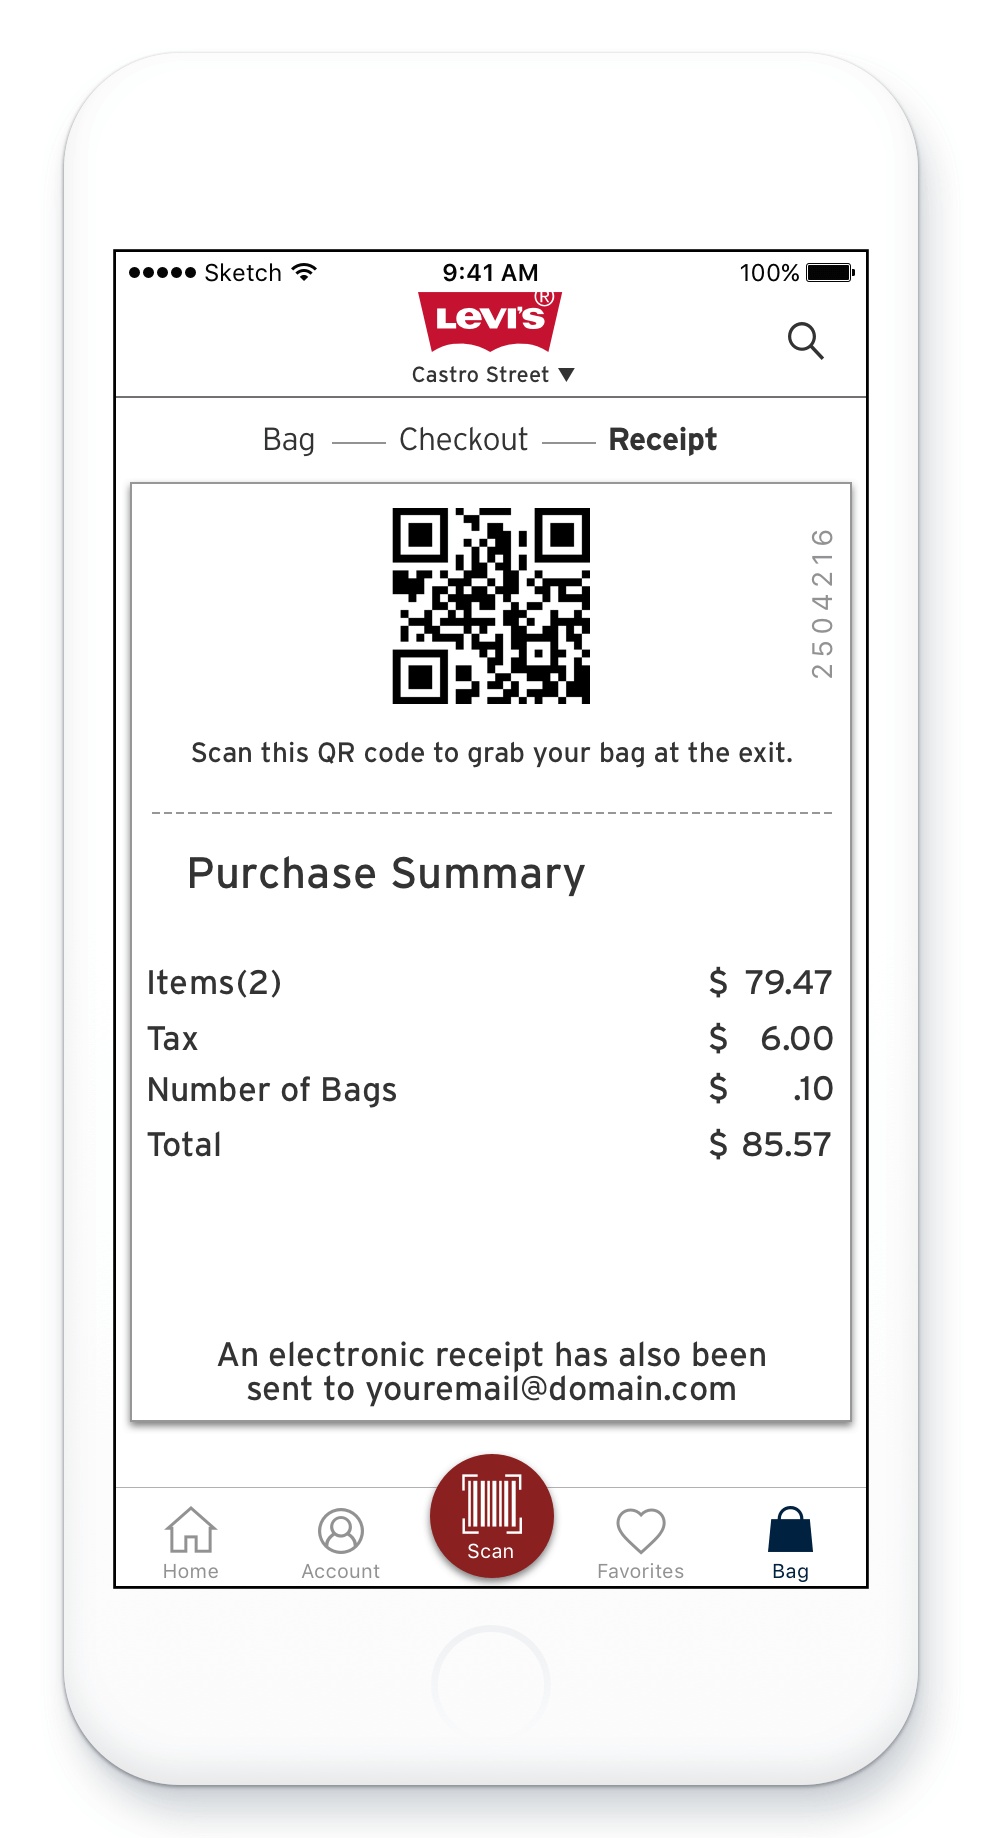 Sketch 9:41 AM 100%
LEVI'S®
Castro Street ▼
Bag — Checkout — Receipt
2504216
Scan this QR code to grab your bag at the exit.
Purchase Summary
Items(2) $ 79.47
Tax $ 6.00
Number of Bags $ .10
Total $ 85.57
An electronic receipt has also been
sent to youremail@domain.com
Home Account Scan Favorites Bag